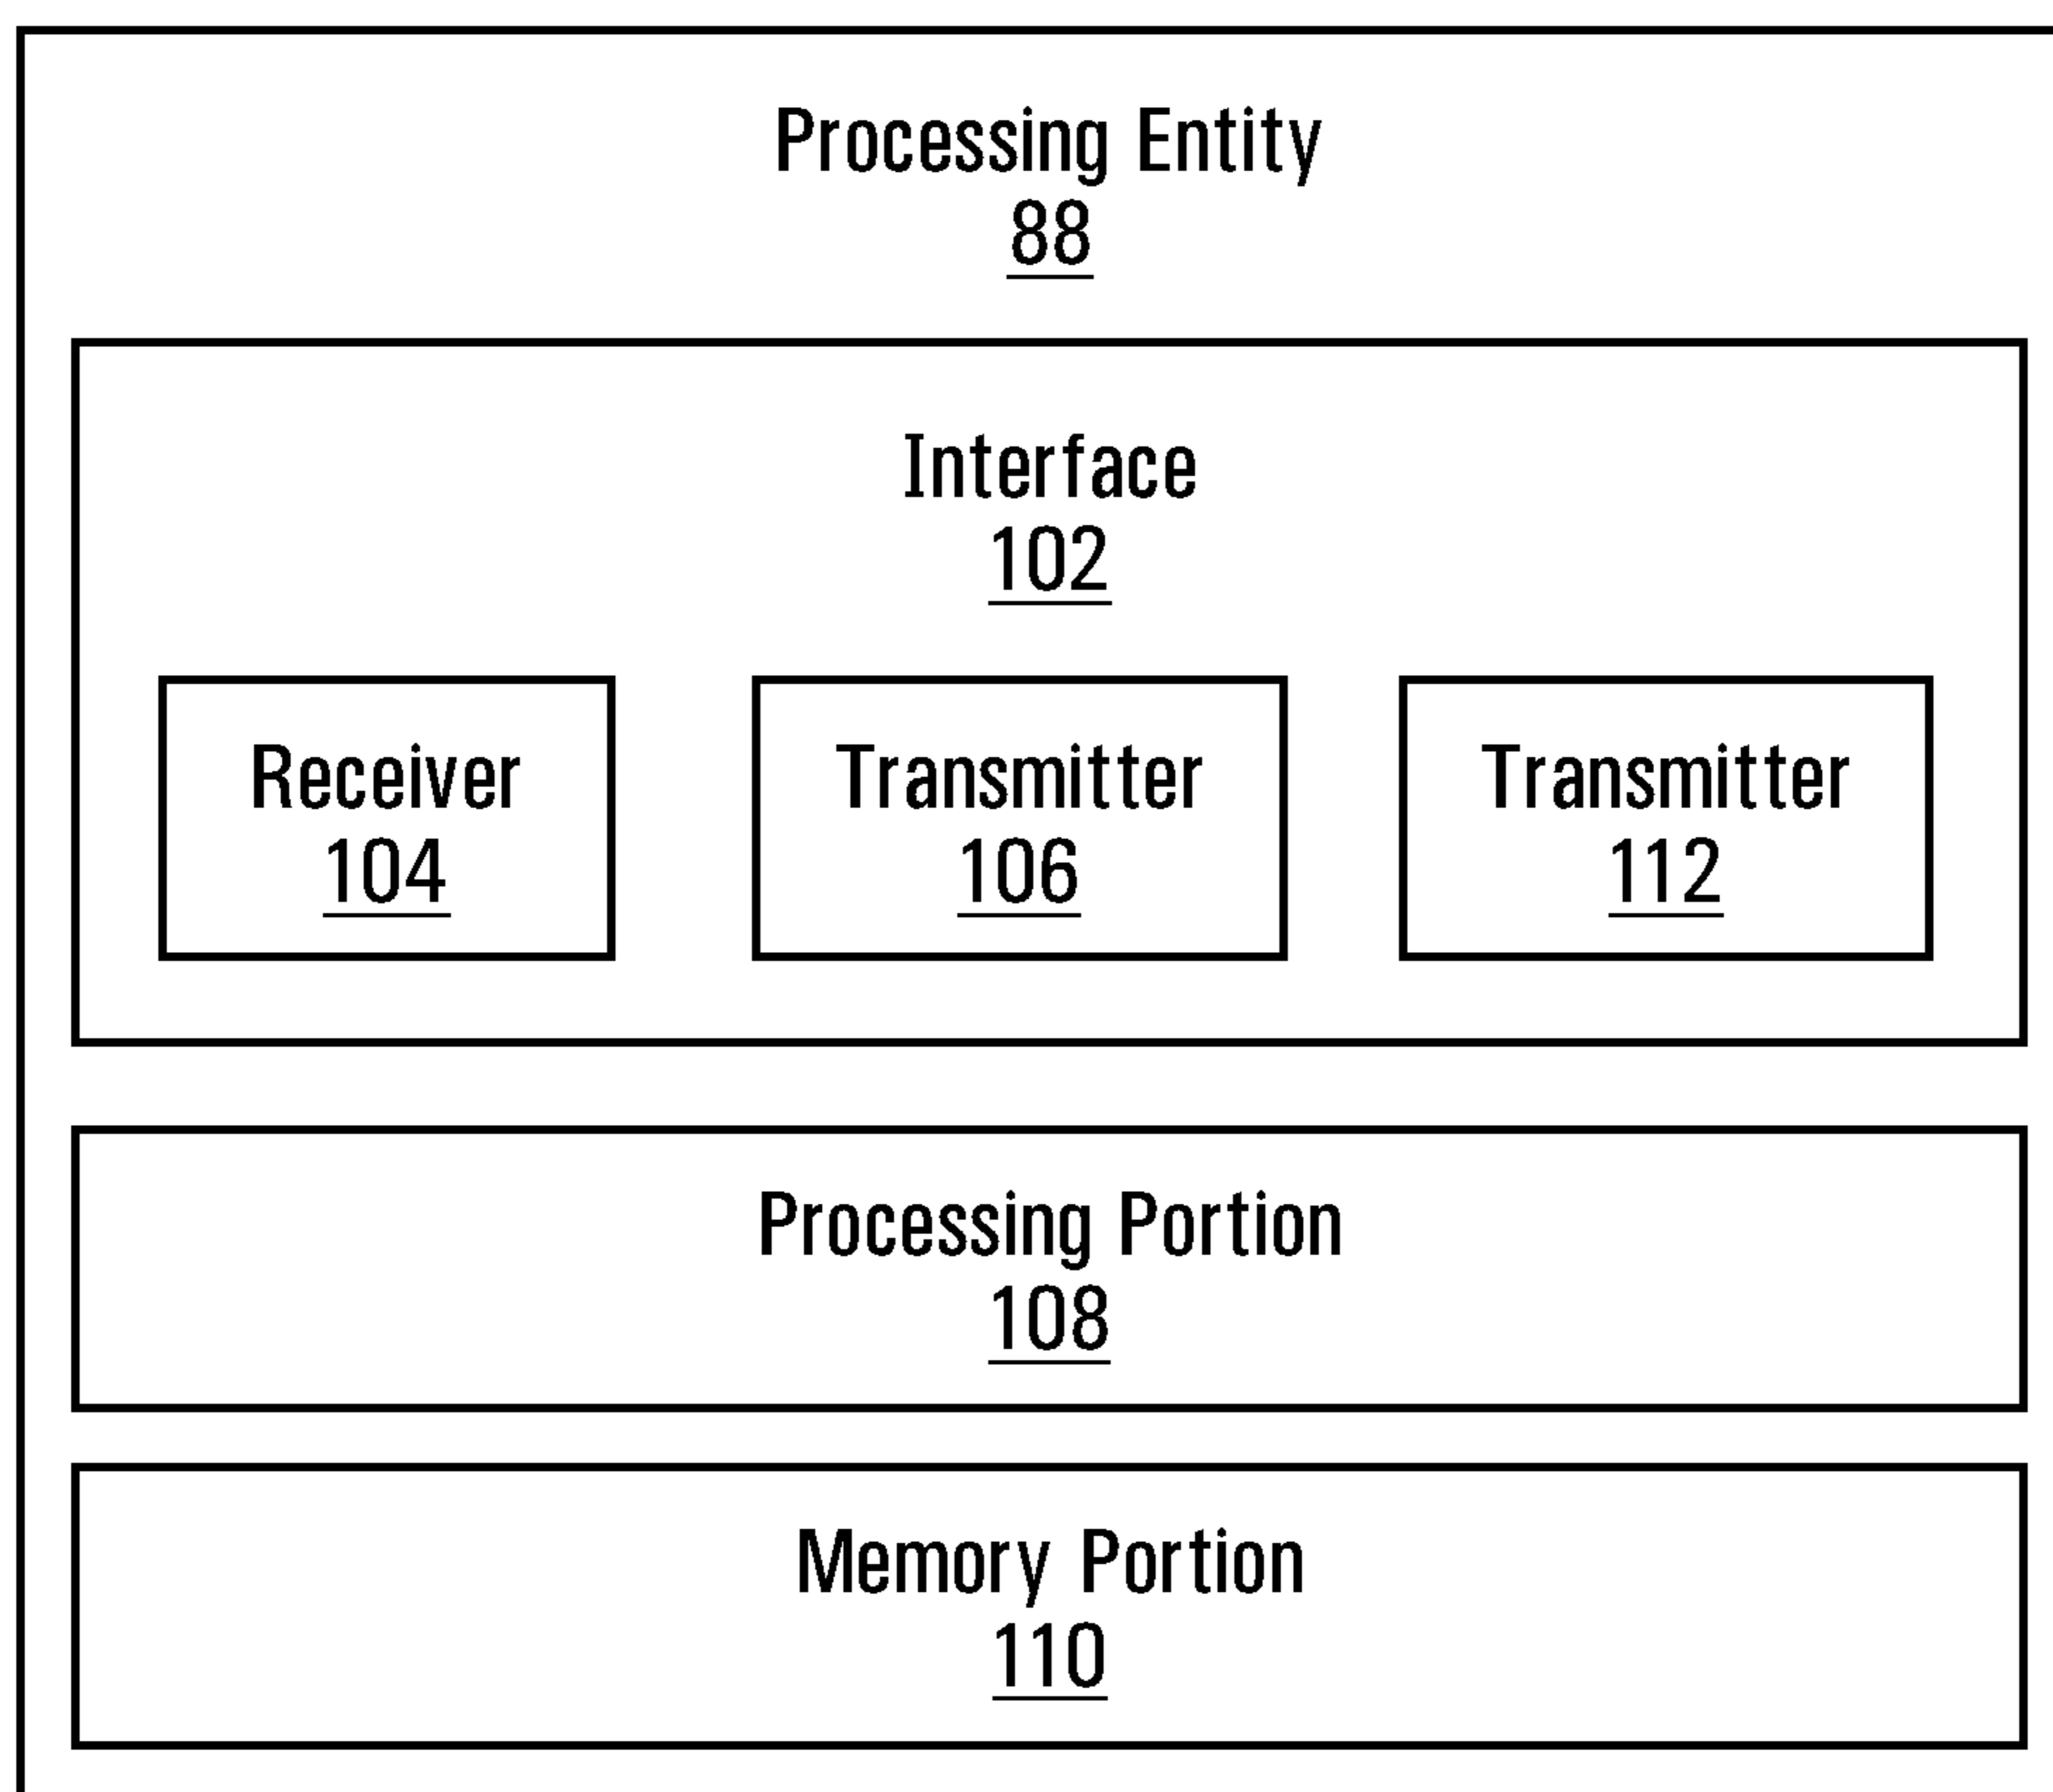 Processing Entity
88
Interface
102
Receiver
104
Transmitter
106
Transmitter
112
Processing Portion
108
Memory Portion
110